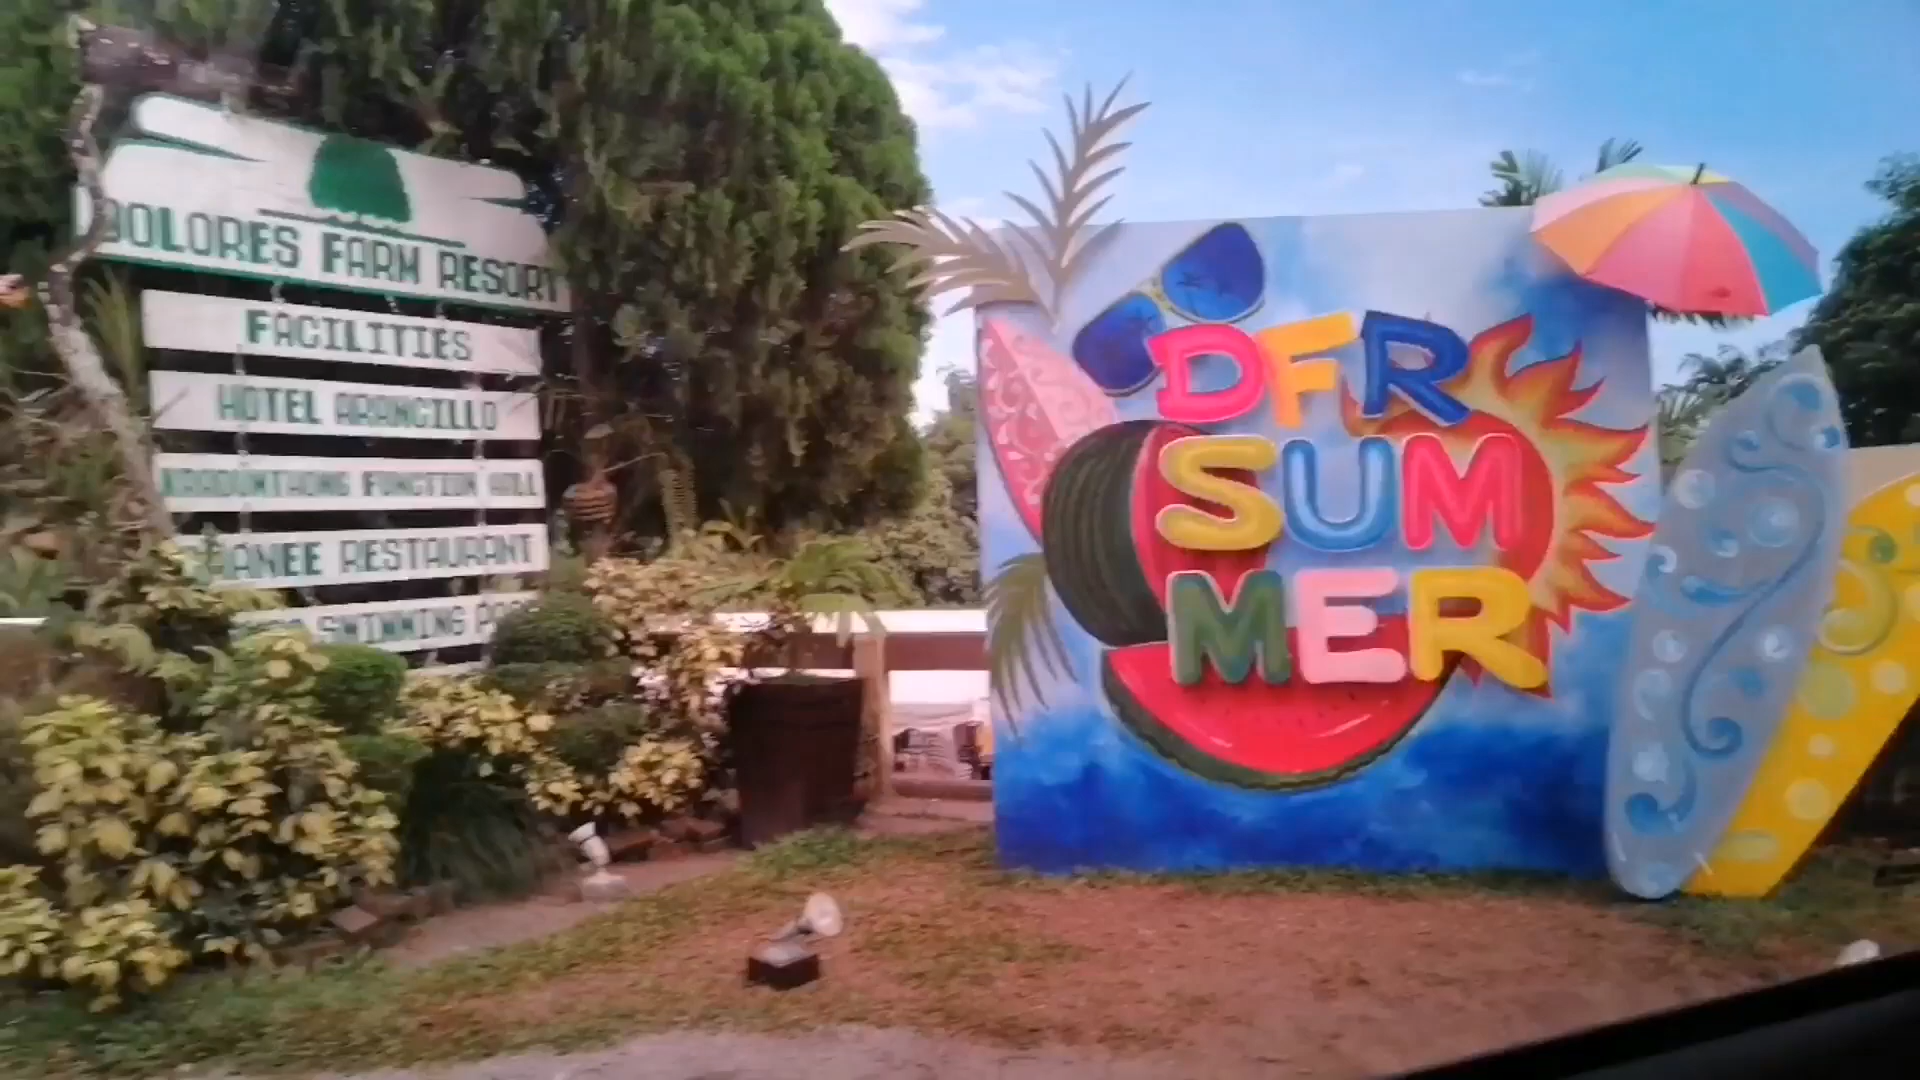 DOLORES FARM RESORT
FACILITIES
HOTEL ARANCILLO
FUNCTION HALL
RESTAURANT
SWIMMING
DFR
SUM
MER